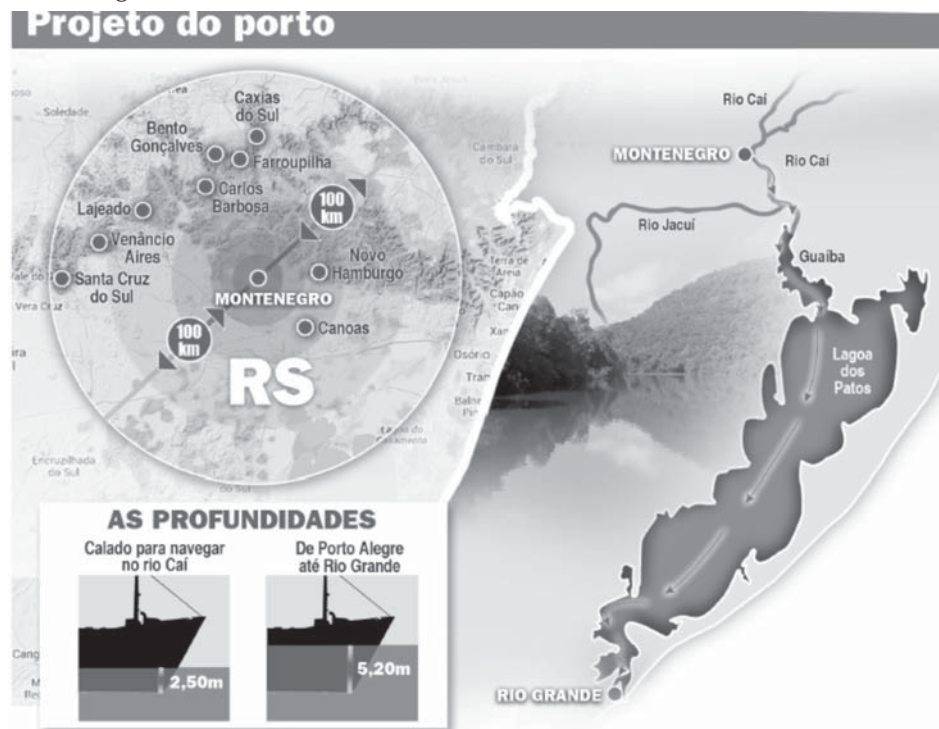 Projeto do porto
Soledade
Caxias
do Sul
Bento
Gonçalves
Farroupilha
Carlos
Barbosa
Lajeado
100
km
Venâncio
Aires
Novo
Hamburgo
Santa Cruz
do Sul
Vera Cruz
MONTENEGRO
100
km
Canoas
RS
Cambará
do Sul
Terra de
Areia
Capão
Osório
Encruzilhada
do Sul
do Sul
Rio Caí
MONTENEGRO
Rio Caí
Rio Jacuí
Guaíba
Lagoa
dos
Patos
RIO GRANDE
AS PROFUNDIDADES
Calado para navegar
no rio Caí
2,50m
De Porto Alegre
até Rio Grande
5,20m